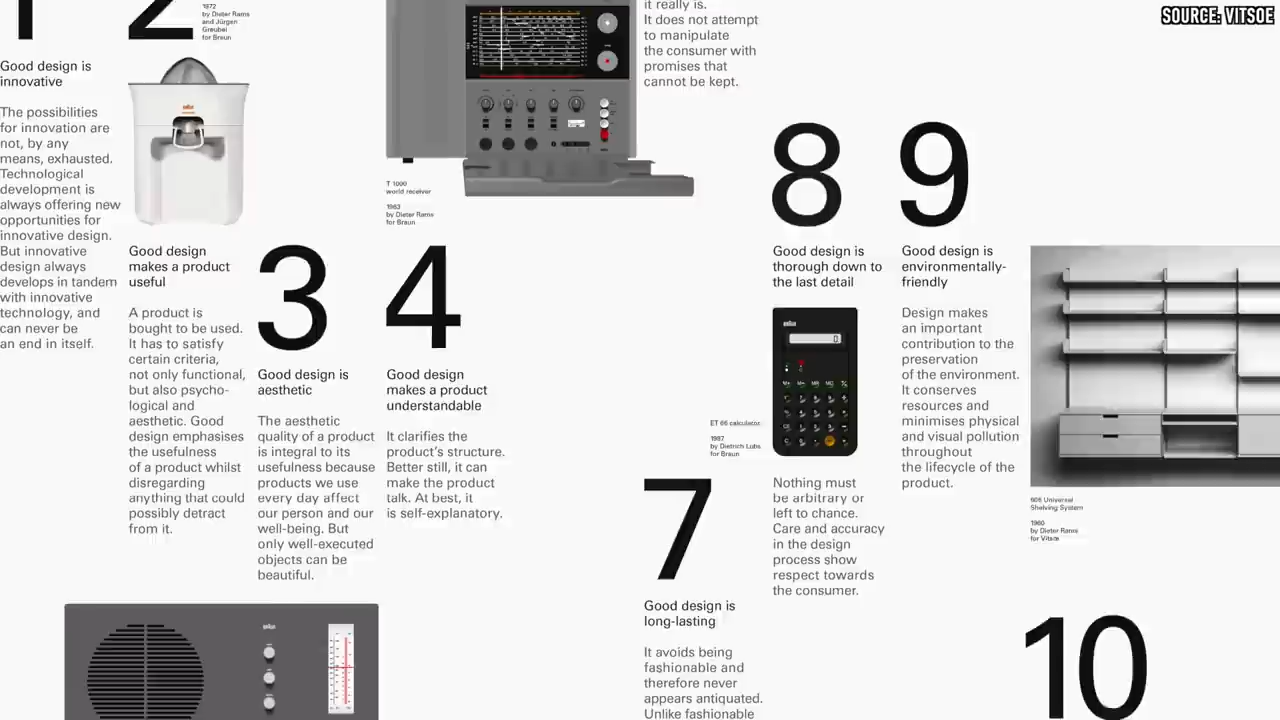 SOURCE: VITSOE
1
Good design is
innovative
The possibilities
for innovation are
not, by any
means, exhausted.
Technological
development is
always offering new
opportunities for
innovative design.
But innovative
design always
develops in tandem
with innovative
technology, and
can never be
an end in itself.
2
1972
by Dieter Rams
and Jürgen
Greubel
for Braun
Good design
makes a product
useful
A product is
bought to be used.
It has to satisfy
certain criteria,
not only functional,
but also psycho-
logical and
aesthetic. Good
design emphasises
the usefulness
of a product whilst
disregarding
anything that could
possibly detract
from it.
3
Good design is
aesthetic
The aesthetic
quality of a product
is integral to its
usefulness because
products we use
every day affect
our person and our
well-being. But
only well-executed
objects can be
beautiful.
T 1000
world receiver
1963
by Dieter Rams
for Braun
4
Good design
makes a product
understandable
It clarifies the
product's structure.
Better still, it can
make the product
talk. At best, it
is self-explanatory.
it really is.
It does not attempt
to manipulate
the consumer with
promises that
cannot be kept.
7
Good design is
long-lasting
It avoids being
fashionable and
therefore never
appears antiquated.
Unlike fashionable
8
Good design is
thorough down to
the last detail
BRAUN
0
ET 66 calculator
1987
by Dietrich Lubs
for Braun
Nothing must
be arbitrary or
left to chance.
Care and accuracy
in the design
process show
respect towards
the consumer.
9
Good design is
environmentally-
friendly
Design makes
an important
contribution to the
preservation
of the environment.
It conserves
resources and
minimises physical
and visual pollution
throughout
the lifecycle of the
product.
606 Universal
Shelving System
1960
by Dieter Rams
for Vitsœ
10